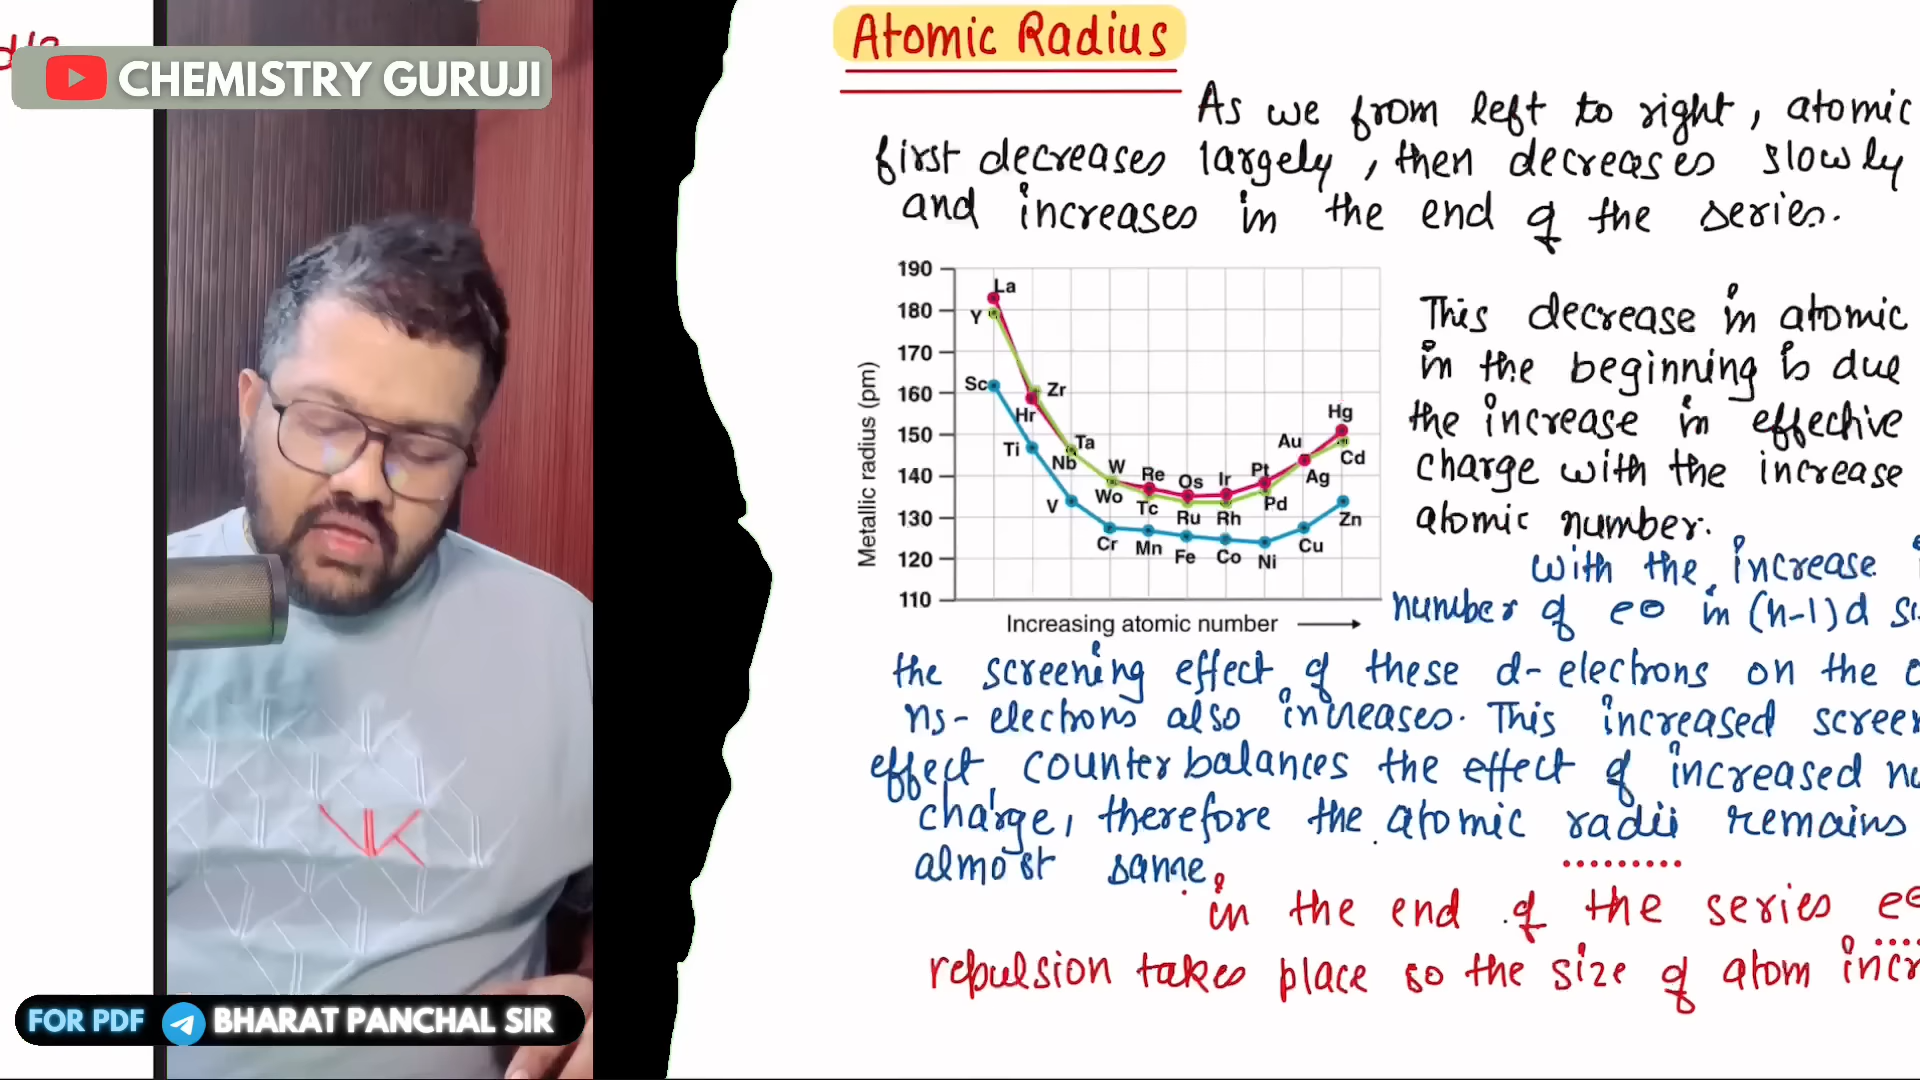 CHEMISTRY GURUJI
Atomic Radius
As we from left to right, atomic
first decreases largely, then decreases slowly
and increases in the end of the series.
190
180
170
160
150
140
130
120
110
Metallic radius (pm)
La
Y
Sc
Zr
Hr
Ti
Ta
Nb
V
W
Wo
Cr
Re
Tc
Mn
Os
Ru
Fe
Ir
Rh
Co
Pt
Pd
Ni
Au
Ag
Cu
Hg
Cd
Zn
Increasing atomic number
This decrease in atomic
in the beginning is due
the increase in effective
charge with the increase
atomic number.
with the increase
number of e⊖ in (n-1)d
the screening effect of these d-electrons on the
ns-electrons also increases. This increased
effect counterbalances the effect of increased
charge, therefore the atomic radii remains
almost same.
in the end of the series
repulsion takes place so the size of atom
VK
FOR PDF BHARAT PANCHAL SIR